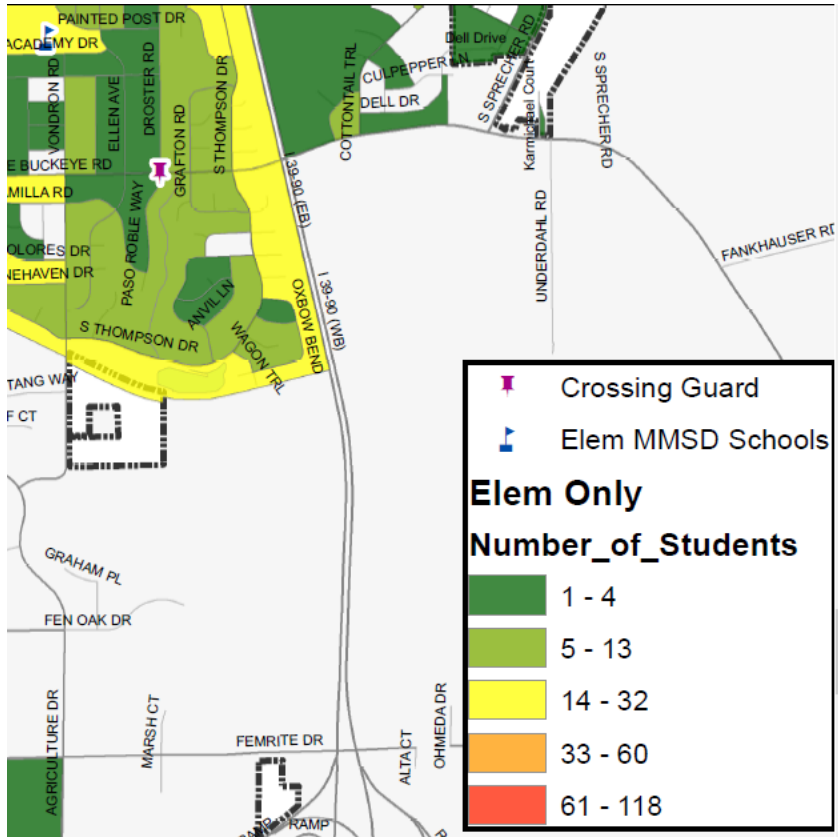 PAINTED POST DR
ACADEMY DR
VONDRON RD
ELLEN AVE
DROSTER RD
GRAFTON RD
S THOMPSON DR
COTTONTAIL TRL
Dell Drive
CULPEPPER LN
DELL DR
S SPRECHER RD
Karmichael Court
S SPRECHER RD
E BUCKEYE RD
AMILLA RD
PASO ROBLE WAY
I 39-90 (EB)
UNDERDAHL RD
FANKHAUSER RD
OLORES DR
NEHAVEN DR
ANVIL LN
OXBOW BEND
I 39-90 (WB)
S THOMPSON DR
WAGON TRL
TANG WAY
F CT
GRAHAM PL
FEN OAK DR
AGRICULTURE DR
MARSH CT
FEMRITE DR
ALTA CT
OHMEDA DR
RAMP
RAMP
R
Crossing Guard
Elem MMSD Schools
Elem Only
Number_of_Students
1 - 4
5 - 13
14 - 32
33 - 60
61 - 118